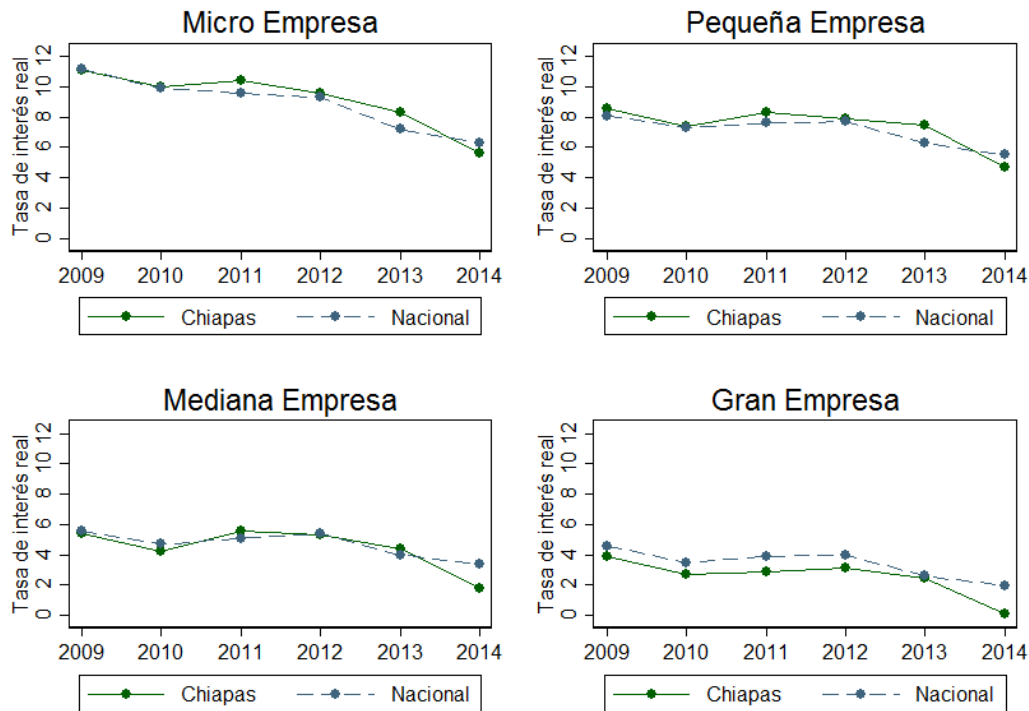 Micro Empresa
Tasa de interés real
12
10
8
6
4
2
0
2009 2010 2011 2012 2013 2014
Chiapas Nacional
Pequeña Empresa
Tasa de interés real
12
10
8
6
4
2
0
2009 2010 2011 2012 2013 2014
Chiapas Nacional
Mediana Empresa
Tasa de interés real
12
10
8
6
4
2
0
2009 2010 2011 2012 2013 2014
Chiapas Nacional
Gran Empresa
Tasa de interés real
12
10
8
6
4
2
0
2009 2010 2011 2012 2013 2014
Chiapas Nacional